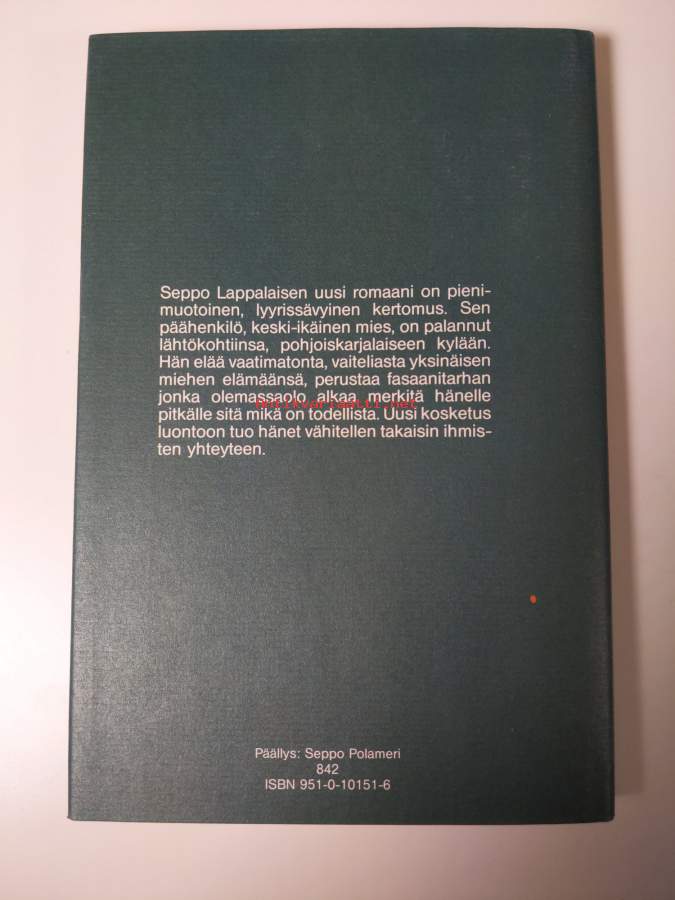 Seppo Lappalaisen uusi romaani on pieni-
muotoinen, lyyrissävyinen kertomus. Sen
päähenkilö, keski-ikäinen mies, on palannut
lähtökohtiinsa, pohjoiskarjalaiseen kylään.
Hän elää vaatimatonta, vaiteliasta yksinäisen
miehen elämäänsä, perustaa fasaanitarhan
jonka olemassaolo alkaa merkitä hänelle
antikvariaatti.net
pitkälle sitä mikä on todellista. Uusi kosketus
luontoon tuo hänet vähitellen takaisin ihmis-
ten yhteyteen.
Päällys: Seppo Polameri
842
ISBN 951-0-10151-6